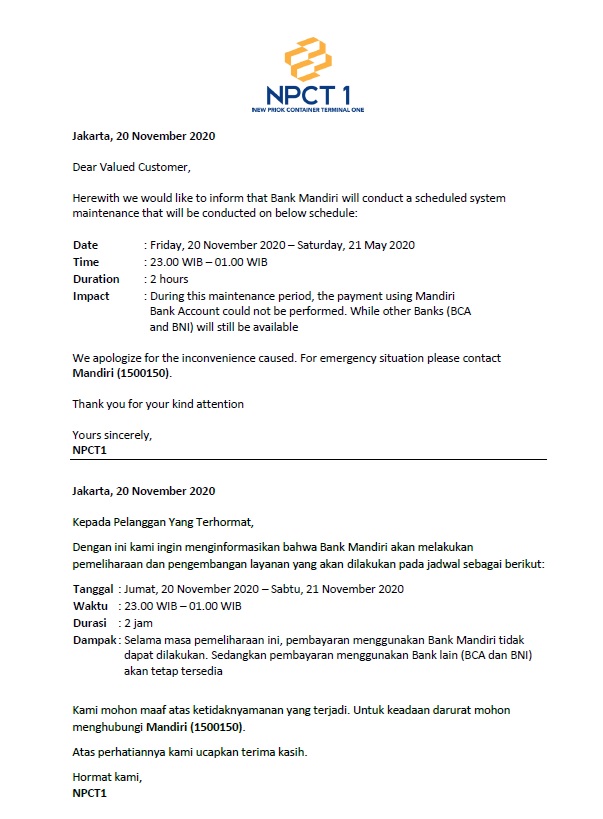 NPCT 1
NEW PRIOK CONTAINER TERMINAL ONE
Jakarta, 20 November 2020
Dear Valued Customer,
Herewith we would like to inform that Bank Mandiri will conduct a scheduled system
maintenance that will be conducted on below schedule:
Date : Friday, 20 November 2020 – Saturday, 21 May 2020
Time : 23.00 WIB – 01.00 WIB
Duration : 2 hours
Impact : During this maintenance period, the payment using Mandiri
Bank Account could not be performed. While other Banks (BCA
and BNI) will still be available
We apologize for the inconvenience caused. For emergency situation please contact
Mandiri (1500150).
Thank you for your kind attention
Yours sincerely,
NPCT1
Jakarta, 20 November 2020
Kepada Pelanggan Yang Terhormat,
Dengan ini kami ingin menginformasikan bahwa Bank Mandiri akan melakukan
pemeliharaan dan pengembangan layanan yang akan dilakukan pada jadwal sebagai berikut:
Tanggal : Jumat, 20 November 2020 – Sabtu, 21 November 2020
Waktu : 23.00 WIB – 01.00 WIB
Durasi : 2 jam
Dampak : Selama masa pemeliharaan ini, pembayaran menggunakan Bank Mandiri tidak
dapat dilakukan. Sedangkan pembayaran menggunakan Bank lain (BCA dan BNI)
akan tetap tersedia
Kami mohon maaf atas ketidaknyamanan yang terjadi. Untuk keadaan darurat mohon
menghubungi Mandiri (1500150).
Atas perhatiannya kami ucapkan terima kasih.
Hormat kami,
NPCT1